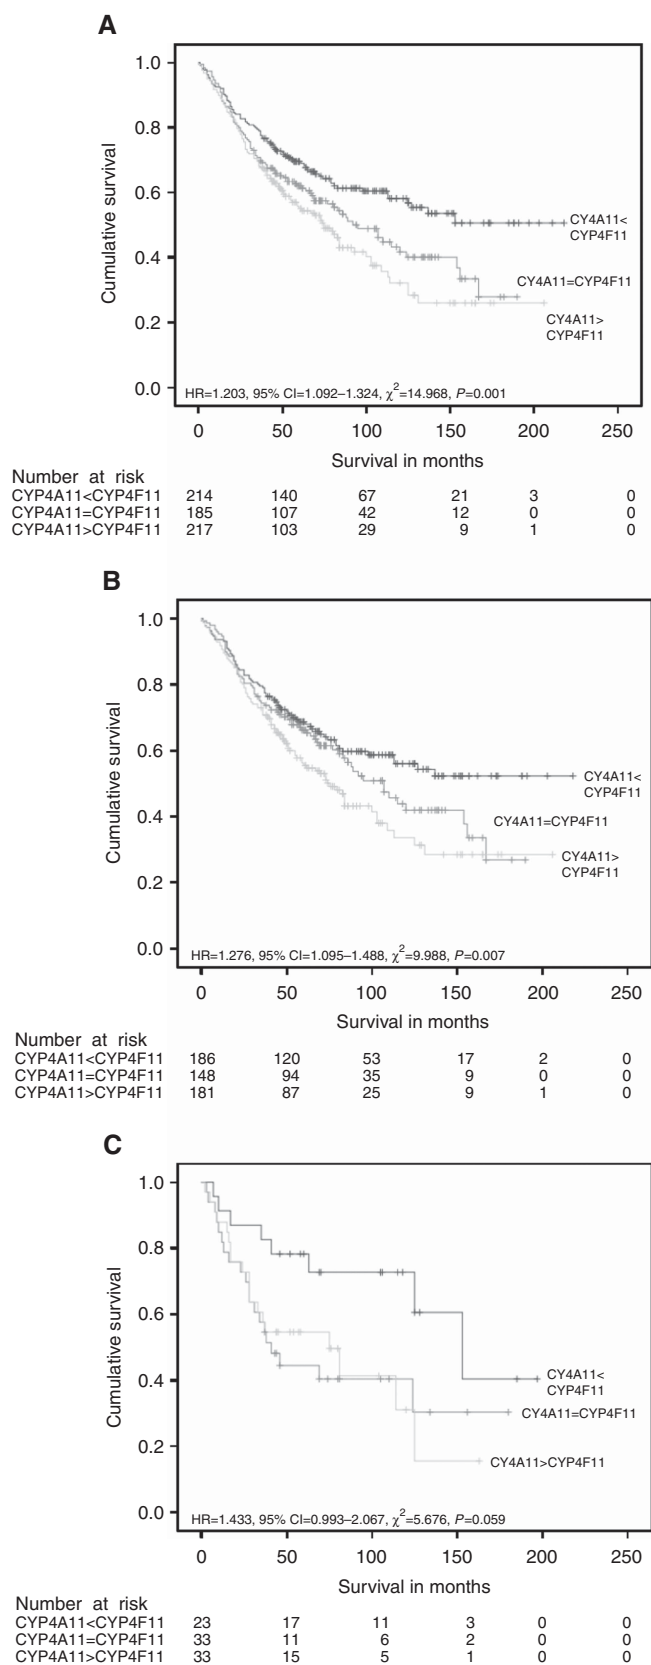 A
Cumulative survival
1.0
0.8
0.6
0.4
0.2
0.0
CY4A11<
CYP4F11
CY4A11=CYP4F11
CY4A11>
CYP4F11
HR=1.203, 95% CI=1.092–1.324, χ²=14.968, P=0.001
0 50 100 150 200 250
Survival in months
Number at risk
CYP4A11<CYP4F11 214 140 67 21 3 0
CYP4A11=CYP4F11 185 107 42 12 0 0
CYP4A11>CYP4F11 217 103 29 9 1 0
B
Cumulative survival
1.0
0.8
0.6
0.4
0.2
0.0
CY4A11<
CYP4F11
CY4A11=CYP4F11
CY4A11>
CYP4F11
HR=1.276, 95% CI=1.095–1.488, χ²=9.988, P=0.007
0 50 100 150 200 250
Survival in months
Number at risk
CYP4A11<CYP4F11 186 120 53 17 2 0
CYP4A11=CYP4F11 148 94 35 9 0 0
CYP4A11>CYP4F11 181 87 25 9 1 0
C
Cumulative survival
1.0
0.8
0.6
0.4
0.2
0.0
CY4A11<
CYP4F11
CY4A11=CYP4F11
CY4A11>CYP4F11
HR=1.433, 95% CI=0.993–2.067, χ²=5.676, P=0.059
0 50 100 150 200 250
Survival in months
Number at risk
CYP4A11<CYP4F11 23 17 11 3 0 0
CYP4A11=CYP4F11 33 11 6 2 0 0
CYP4A11>CYP4F11 33 15 5 1 0 0